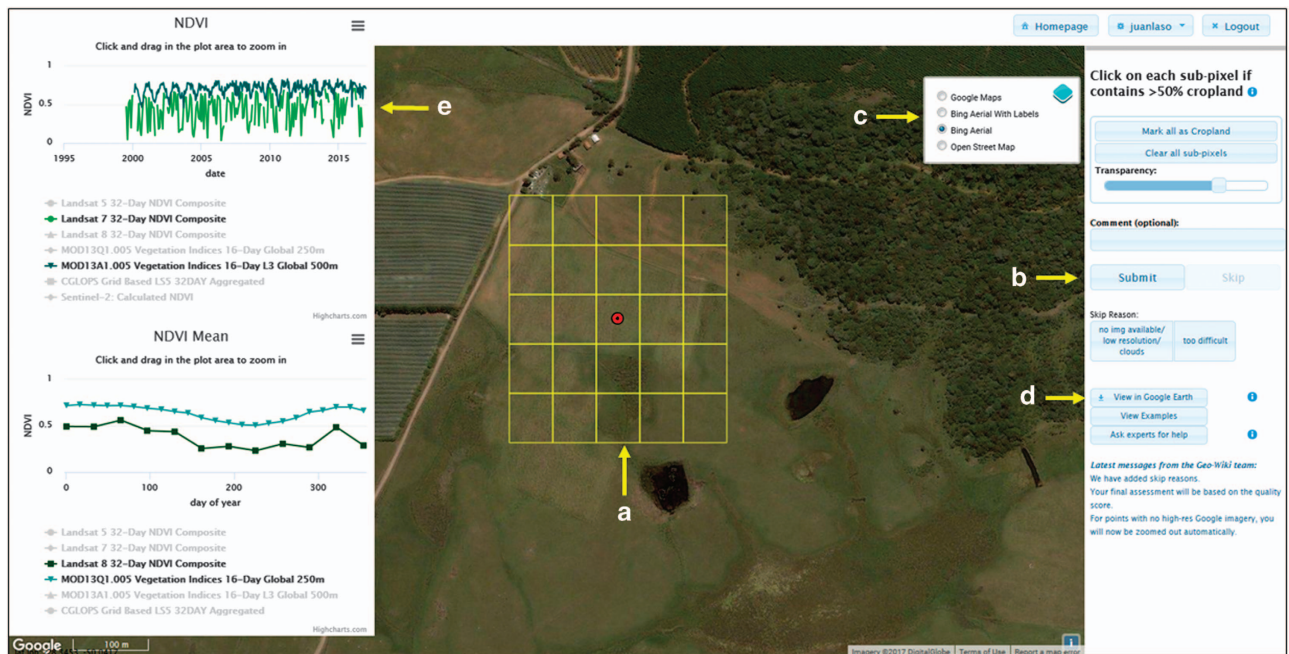 NDVI
Click and drag in the plot area to zoom in
1
0.5
0
NDVI
1995 2000 2005 2010 2015
date
Landsat 5 32-Day NDVI Composite
Landsat 7 32-Day NDVI Composite
Landsat 8 32-Day NDVI Composite
MOD13Q1.005 Vegetation Indices 16-Day Global 250m
MOD13A1.005 Vegetation Indices 16-Day L3 Global 500m
CGLOPS Grid Based LS5 32DAY Aggregated
Sentinel-2: Calculated NDVI
Highcharts.com
NDVI Mean
Click and drag in the plot area to zoom in
1
0.5
0
NDVI
0 100 200 300
day of year
Landsat 5 32-Day NDVI Composite
Landsat 7 32-Day NDVI Composite
Landsat 8 32-Day NDVI Composite
MOD13Q1.005 Vegetation Indices 16-Day Global 250m
MOD13A1.005 Vegetation Indices 16-Day L3 Global 500m
CGLOPS Grid Based LS5 32DAY Aggregated
Highcharts.com
Google 100 m
e
a
c
Google Maps
Bing Aerial With Labels
Bing Aerial
Open Street Map
Imagery ©2017 DigitalGlobe Terms of Use Report a map error
Homepage juanlaso Logout
Click on each sub-pixel if
contains >50% cropland
Mark all as Cropland
Clear all sub-pixels
Transparency:
Comment (optional):
b
Submit Skip
Skip Reason:
no img available/
low resolution/
clouds
too difficult
d
View in Google Earth
View Examples
Ask experts for help
Latest messages from the Geo-Wiki team:
We have added skip reasons.
Your final assessment will be based on the quality
score.
For points with no high-res Google imagery, you
will now be zoomed out automatically.